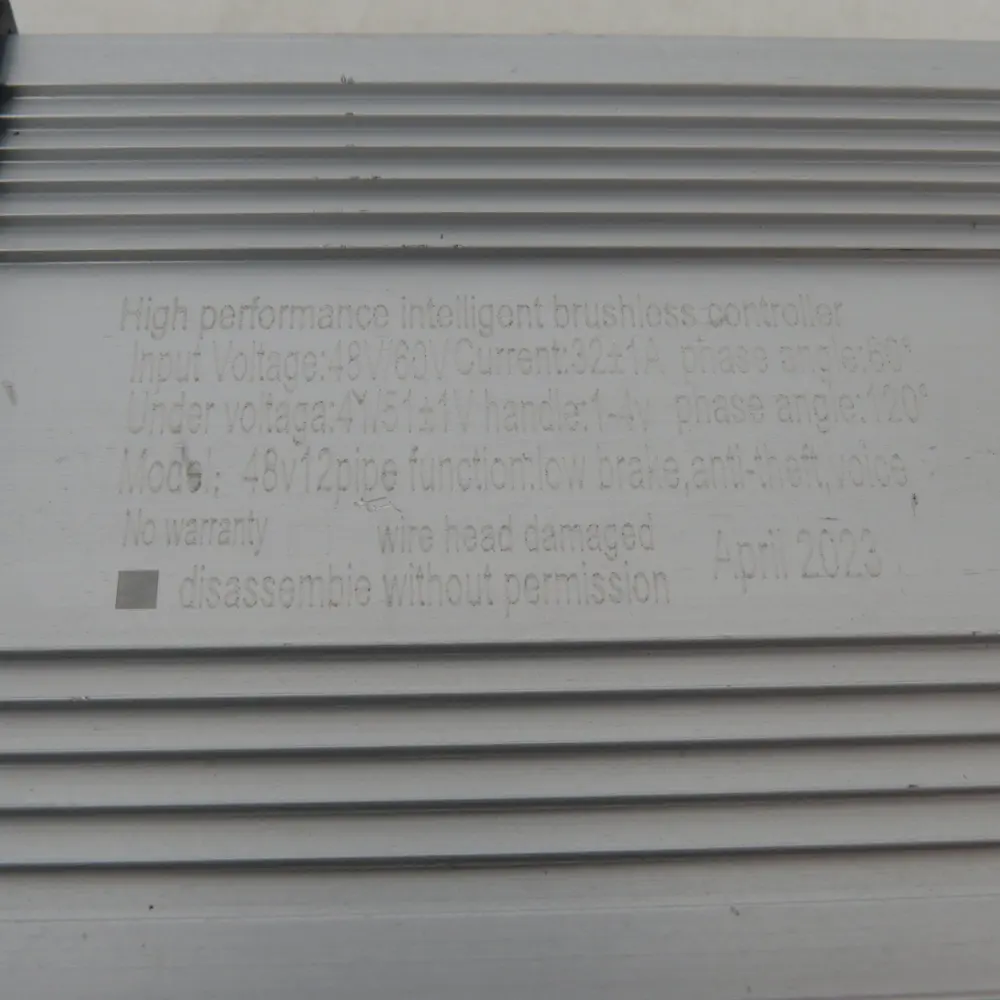 High performance intelligent brushless controller
Input Voltage:48V/60V Current:32±1A phase angle:60°
Under voltaga:41/51±1V handle:1-4v phase angle:120°
Model: 48v12pipe function:low brake,anti-theft,voice
No warranty wire head damaged
April 2023
disassemble without permission